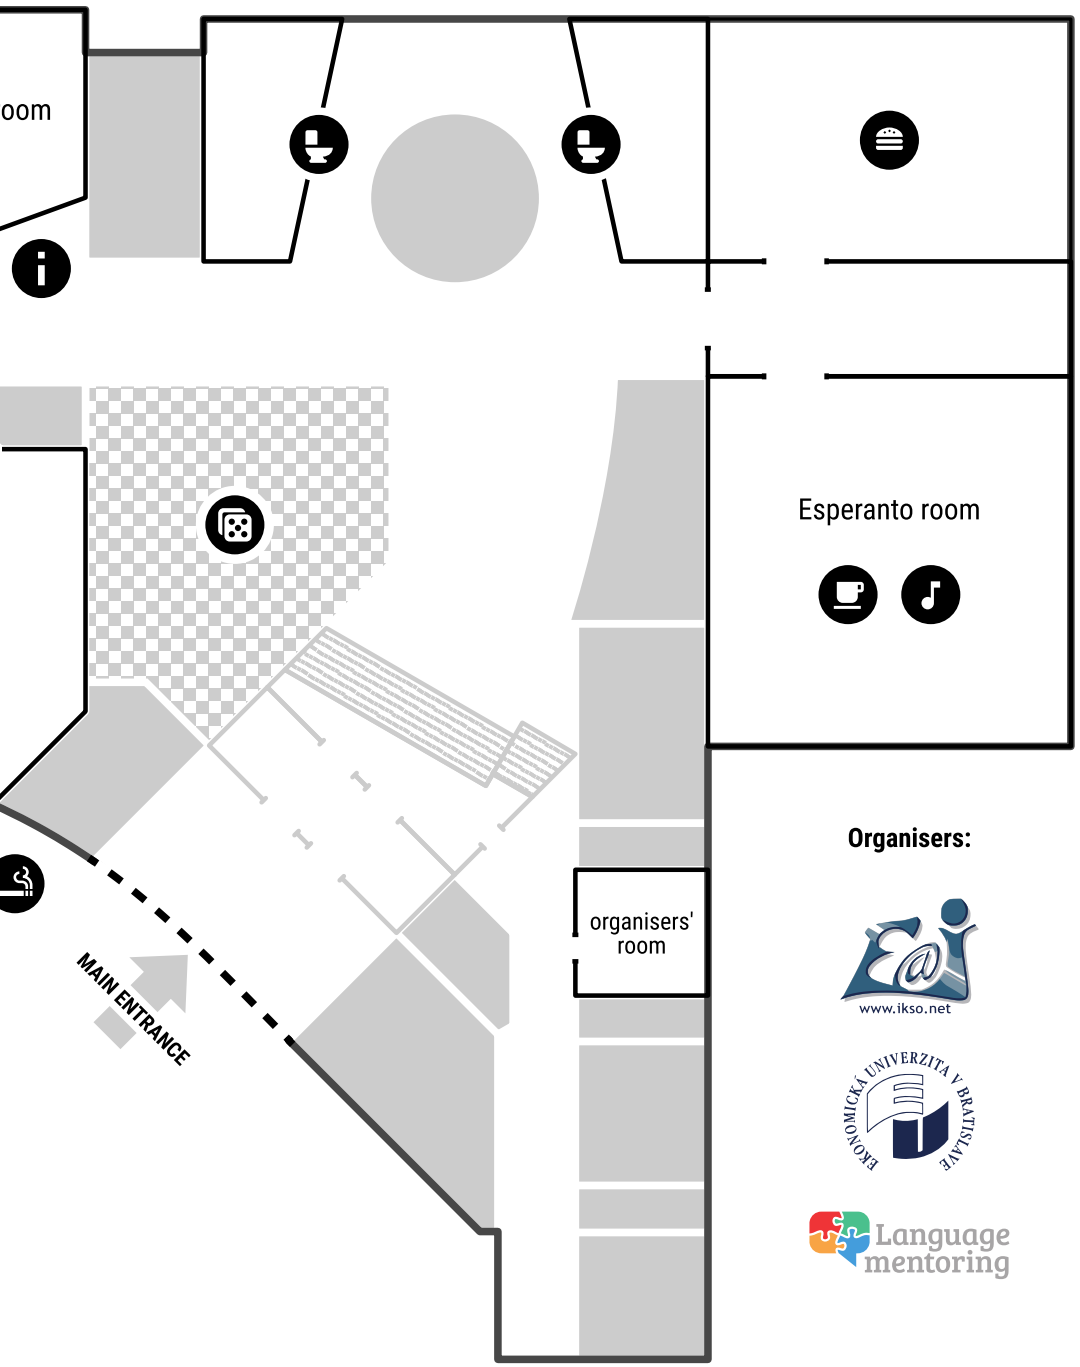 oom
Esperanto room
Organisers:
organisers'
room
E@I
www.ikso.net
MAIN ENTRANCE
EKONOMICKÁ UNIVERZITA V BRATISLAVE
Language
mentoring